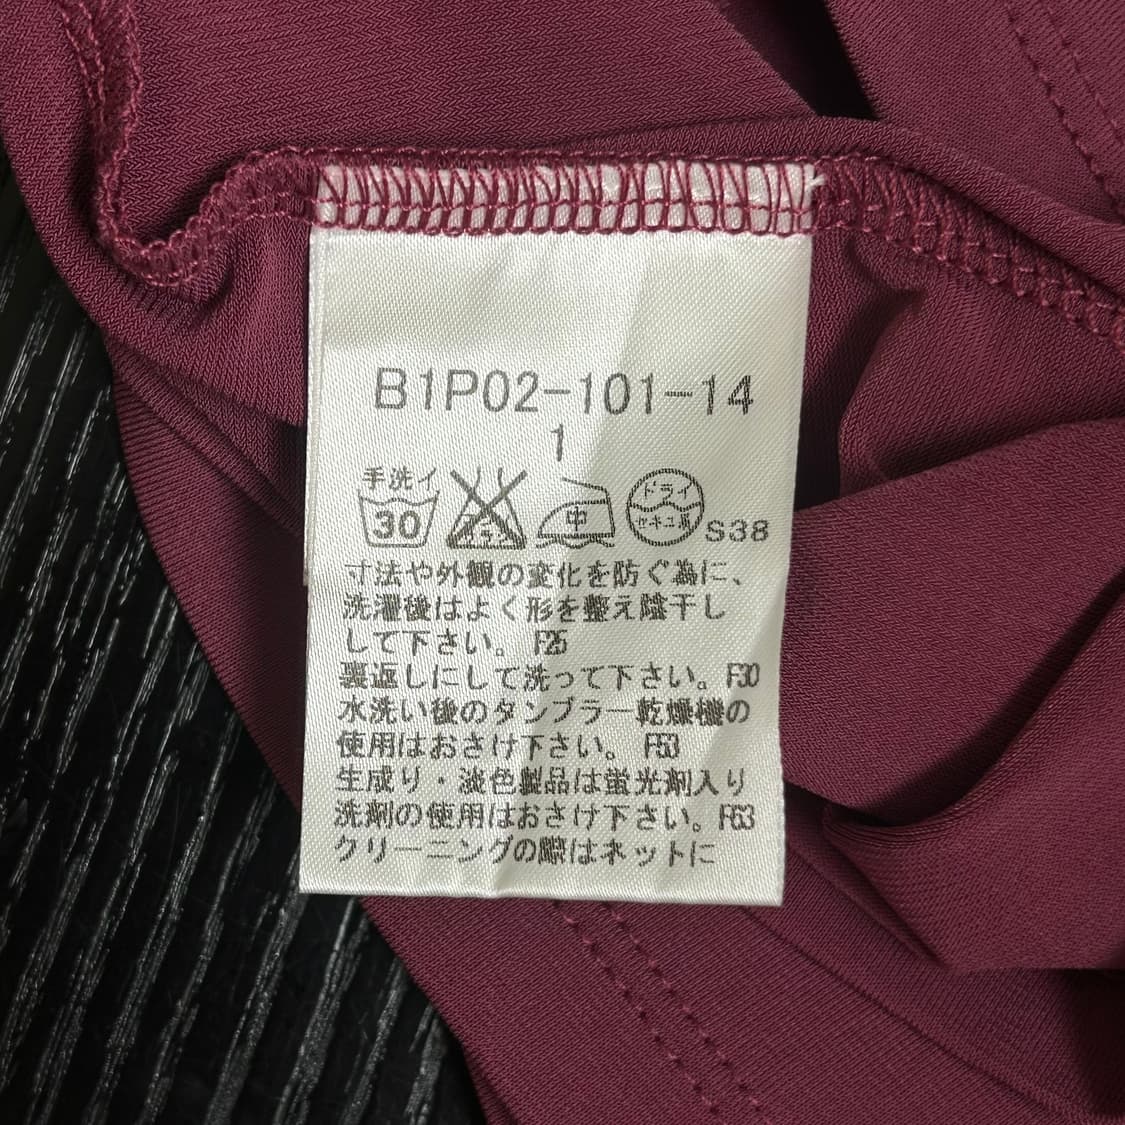 B1P02-101-14
1
手洗イ
30
中
ドライ
セキユ系
S38
寸法や外観の変化を防ぐ為に、
洗濯後はよく形を整え陰干し
して下さい。 F25
裏返しにして洗って下さい。F30
水洗い後のタンブラー乾燥機の
使用はおさけ下さい。 F53
生成り・淡色製品は蛍光剤入り
洗剤の使用はおさけ下さい。F63
クリーニングの際はネットに